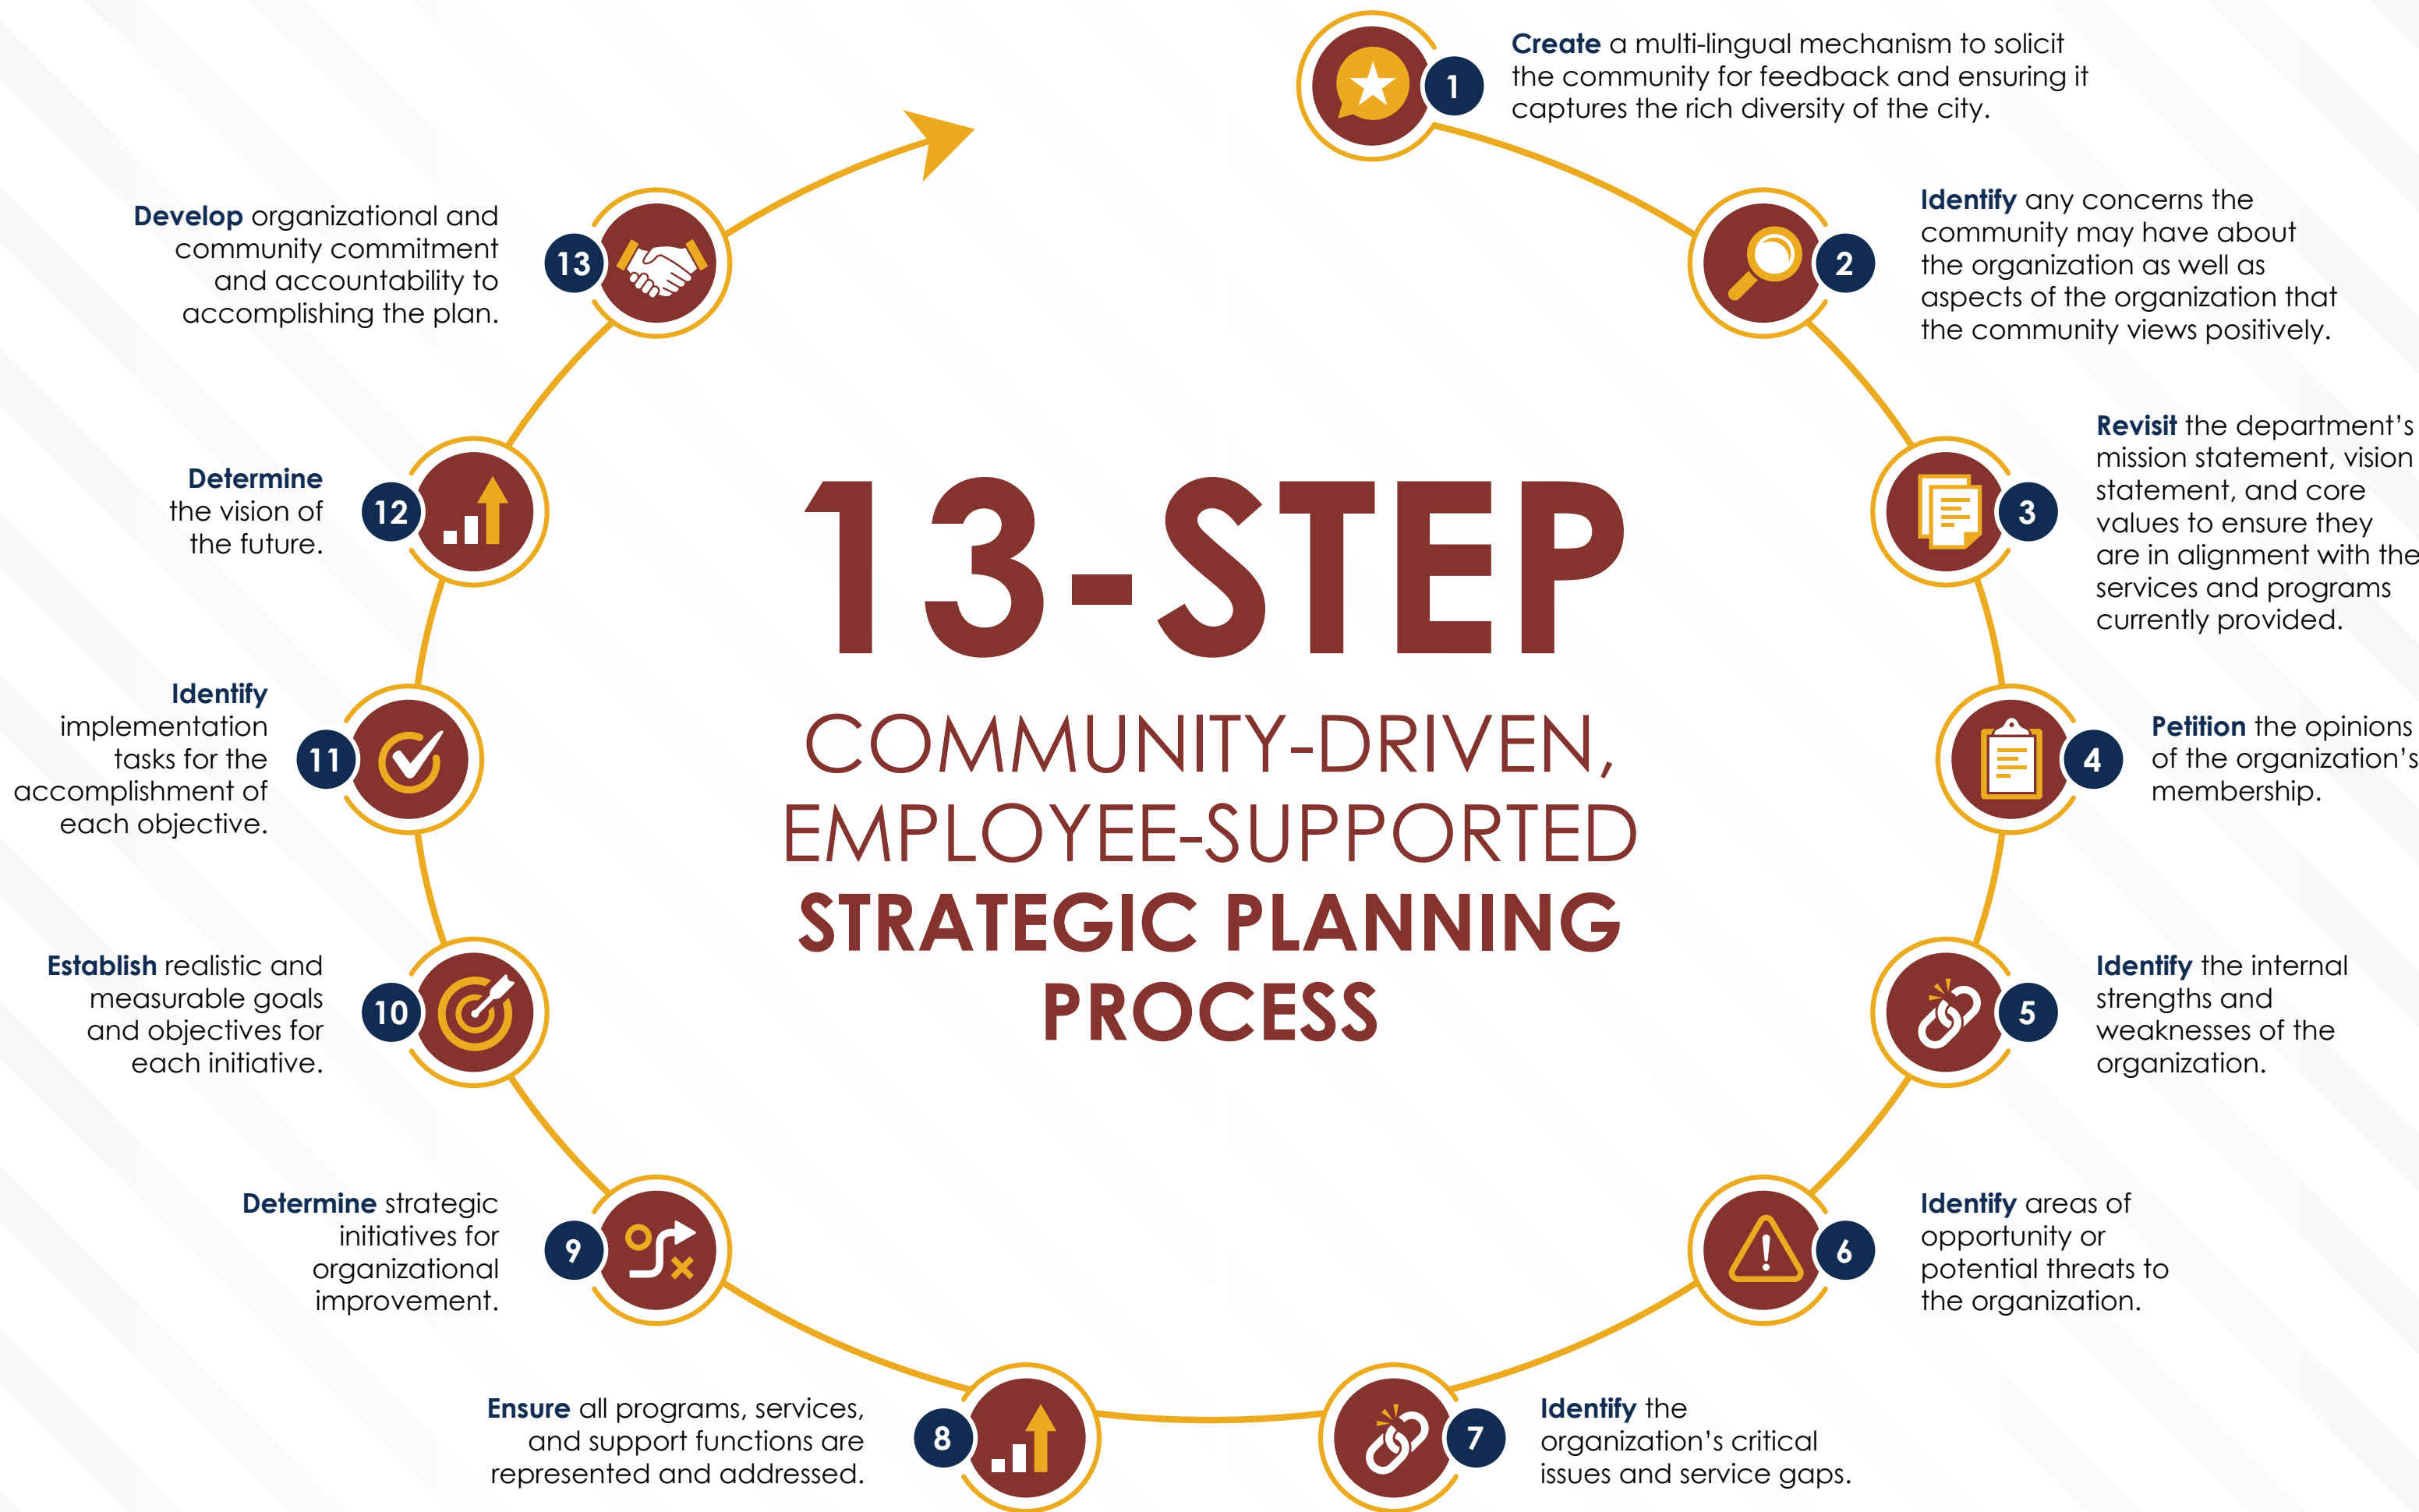 13-STEP
COMMUNITY-DRIVEN,
EMPLOYEE-SUPPORTED
STRATEGIC PLANNING
PROCESS
1
Create a multi-lingual mechanism to solicit
the community for feedback and ensuring it
captures the rich diversity of the city.
2
Identify any concerns the
community may have about
the organization as well as
aspects of the organization that
the community views positively.
3
Revisit the department's
mission statement, vision
statement, and core
values to ensure they
are in alignment with the
services and programs
currently provided.
4
Petition the opinions
of the organization's
membership.
5
Identify the internal
strengths and
weaknesses of the
organization.
6
Identify areas of
opportunity or
potential threats to
the organization.
7
Identify the
organization's critical
issues and service gaps.
8
Ensure all programs, services,
and support functions are
represented and addressed.
9
Determine strategic
initiatives for
organizational
improvement.
10
Establish realistic and
measurable goals
and objectives for
each initiative.
11
Identify
implementation
tasks for the
accomplishment of
each objective.
12
Determine
the vision of
the future.
13
Develop organizational and
community commitment
and accountability to
accomplishing the plan.